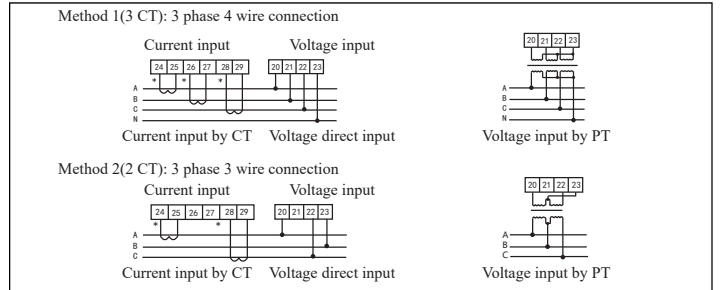 Method 1(3 CT): 3 phase 4 wire connection
Current input Voltage input
24 25 26 27 28 29 20 21 22 23 20 21 22 23
* * *
A A
B B
C C
N N
Current input by CT Voltage direct input Voltage input by PT
Method 2(2 CT): 3 phase 3 wire connection
Current input Voltage input
24 25 26 27 28 29 20 21 22 23 20 21 22 23
* *
A A
B B
C C
Current input by CT Voltage direct input Voltage input by PT